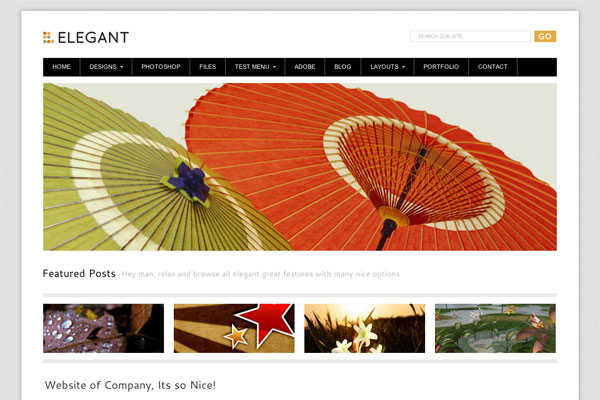 ELEGANT
SEARCH OUR SITE
GO
HOME DESIGNS PHOTOSHOP FILES TEST MENU ADOBE BLOG LAYOUTS PORTFOLIO CONTACT
Featured Posts Hey man, relax and browse all elegant great features with many nice options
Website of Company, Its so Nice!